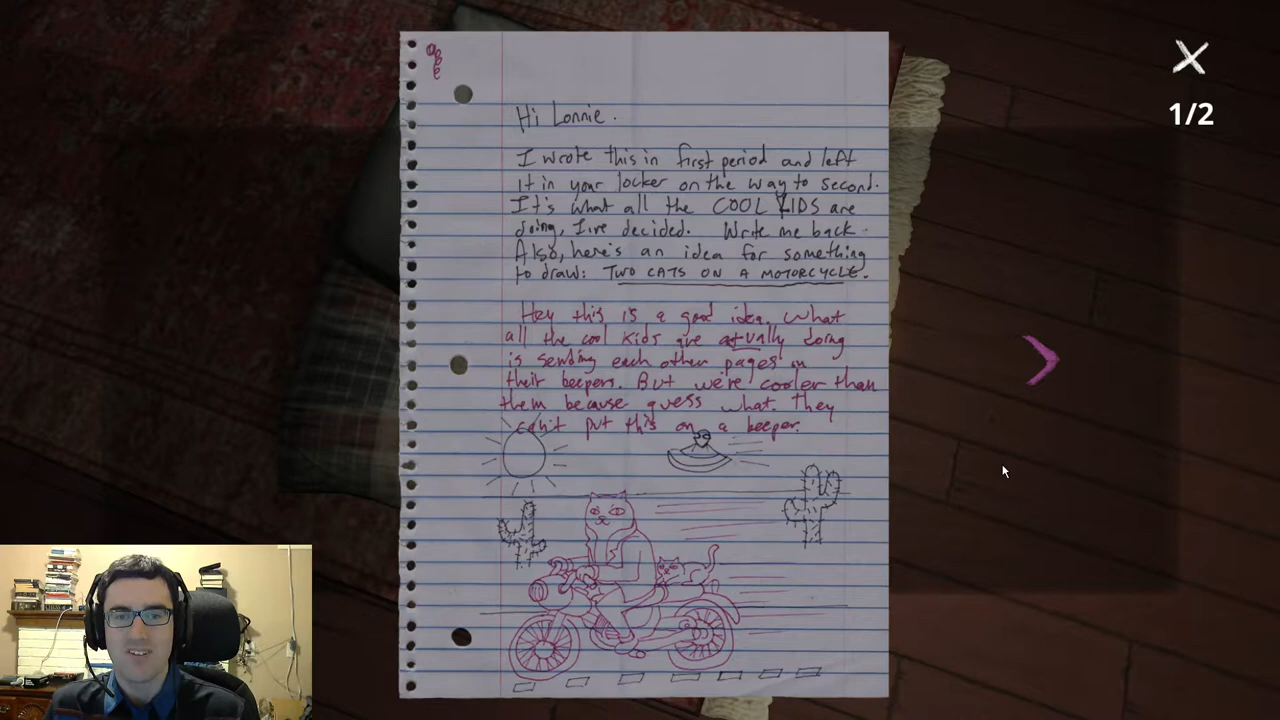 1/2
Hi Lonnie.
I wrote this in first period and left
it in your locker on the way to second.
It's what all the COOL KIDS are
doing, I've decided. Write me back.
Also, here's an idea for something
to draw: TWO CATS ON A MOTORCYCLE.
Hey this is a good idea. What
all the cool kids are actually doing
is sending each other pages on
their beepers. But we're cooler than
them because guess what. They
can't put this on a beeper.